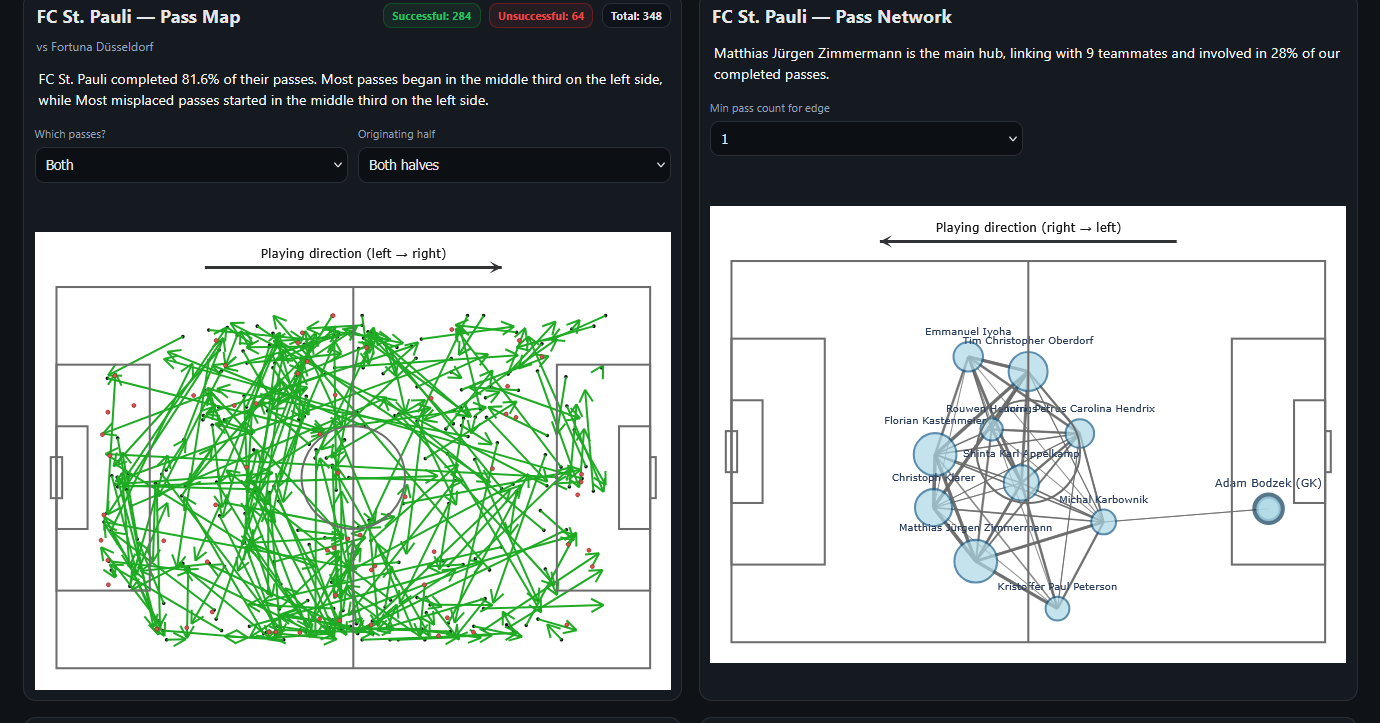 FC St. Pauli — Pass Map
Successful: 284
Unsuccessful: 64
Total: 348
vs Fortuna Düsseldorf
FC St. Pauli completed 81.6% of their passes. Most passes began in the middle third on the left side,
while Most misplaced passes started in the middle third on the left side.
Which passes?
Originating half
Both
Both halves
Playing direction (left → right)
FC St. Pauli — Pass Network
Matthias Jürgen Zimmermann is the main hub, linking with 9 teammates and involved in 28% of our
completed passes.
Min pass count for edge
1
Playing direction (right → left)
Emmanuel Iyoha
Tim Christopher Oberdorf
Rouwen Hennings
Petrus Carolina Hendrix
Florian Kastenmeier
Shinta Karl Appelkamp
Christoph Klarer
Adam Bodzek (GK)
Michal Karbownik
Matthias Jürgen Zimmermann
Kristoffer Paul Peterson